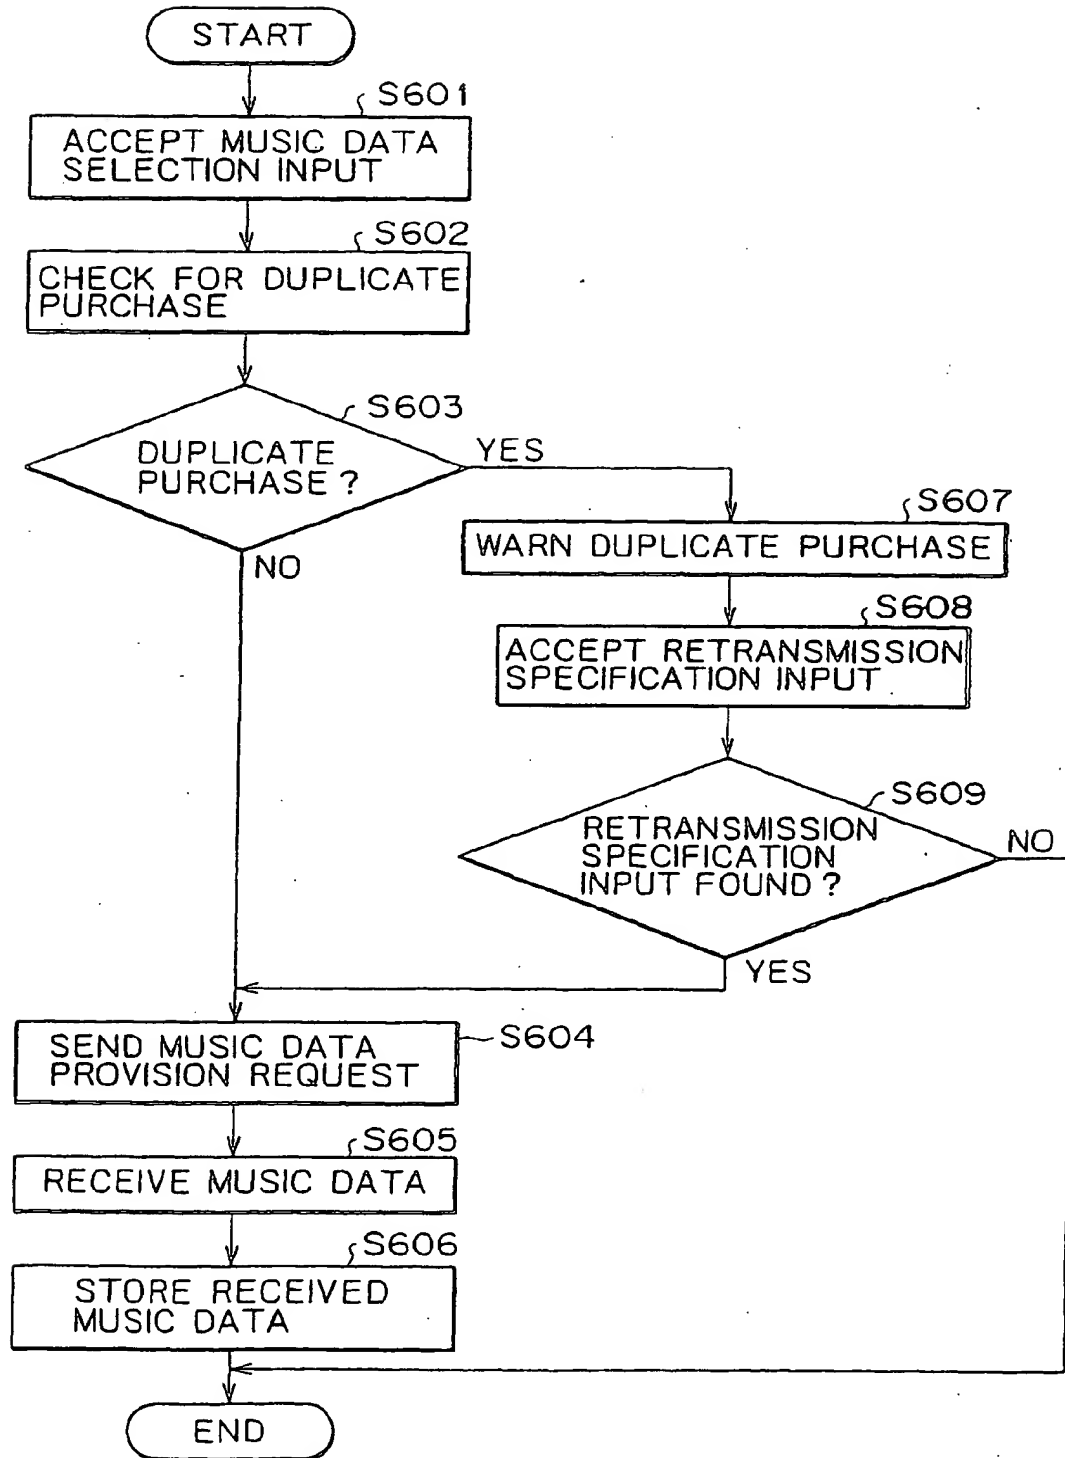 START
S601
ACCEPT MUSIC DATA
SELECTION INPUT
S602
CHECK FOR DUPLICATE
PURCHASE
S603
DUPLICATE
PURCHASE ?
YES
NO
S607
WARN DUPLICATE PURCHASE
S608
ACCEPT RETRANSMISSION
SPECIFICATION INPUT
S609
RETRANSMISSION
SPECIFICATION
INPUT FOUND ?
NO
YES
SEND MUSIC DATA
PROVISION REQUEST
S604
S605
RECEIVE MUSIC DATA
S606
STORE RECEIVED
MUSIC DATA
END